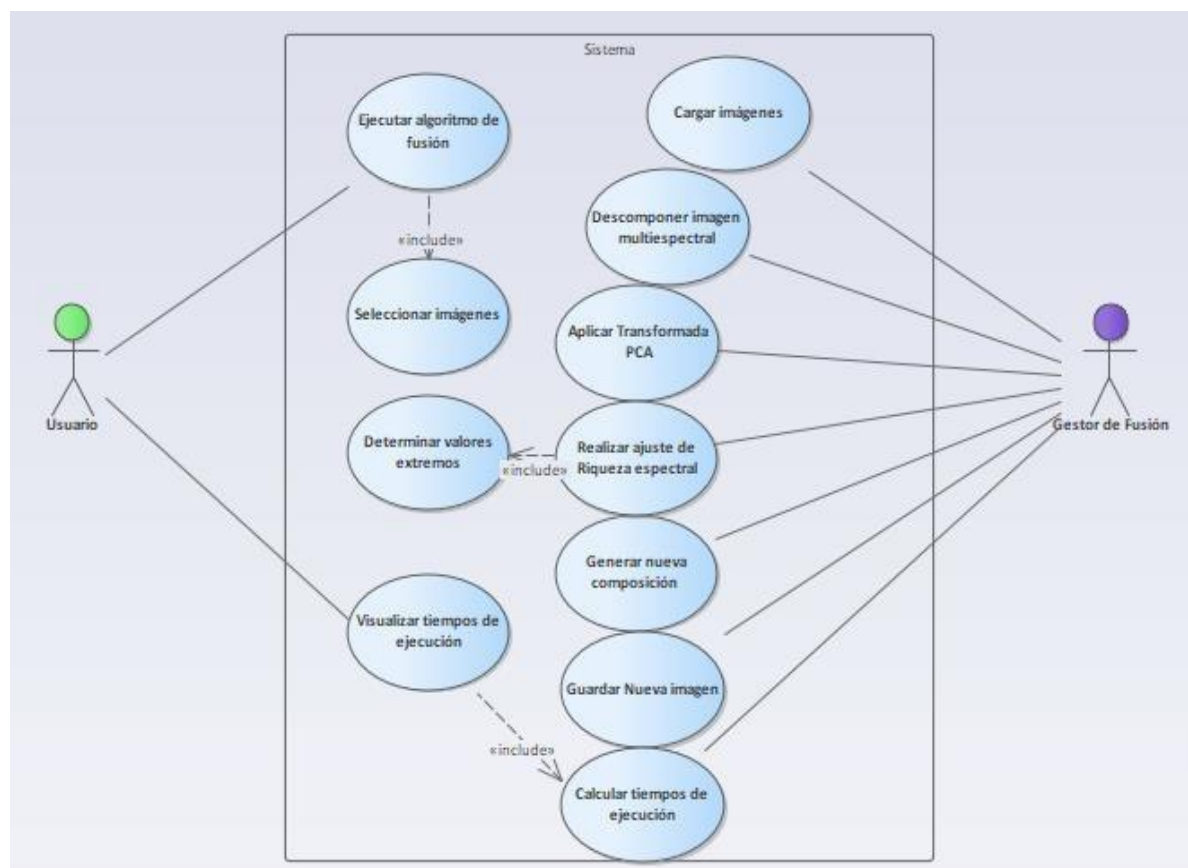 Sistema
Ejecutar algoritmo de
fusión
Cargar imágenes
Descomponer imagen
multiespectral
«include»
Seleccionar imágenes
Aplicar Transformada
PCA
Usuario
Gestor de Fusión
Determinar valores
extremos
«include»
Realizar ajuste de
Riqueza espectral
Generar nueva
composición
Visualizar tiempos de
ejecución
Guardar Nueva imagen
«include»
Calcular tiempos de
ejecución